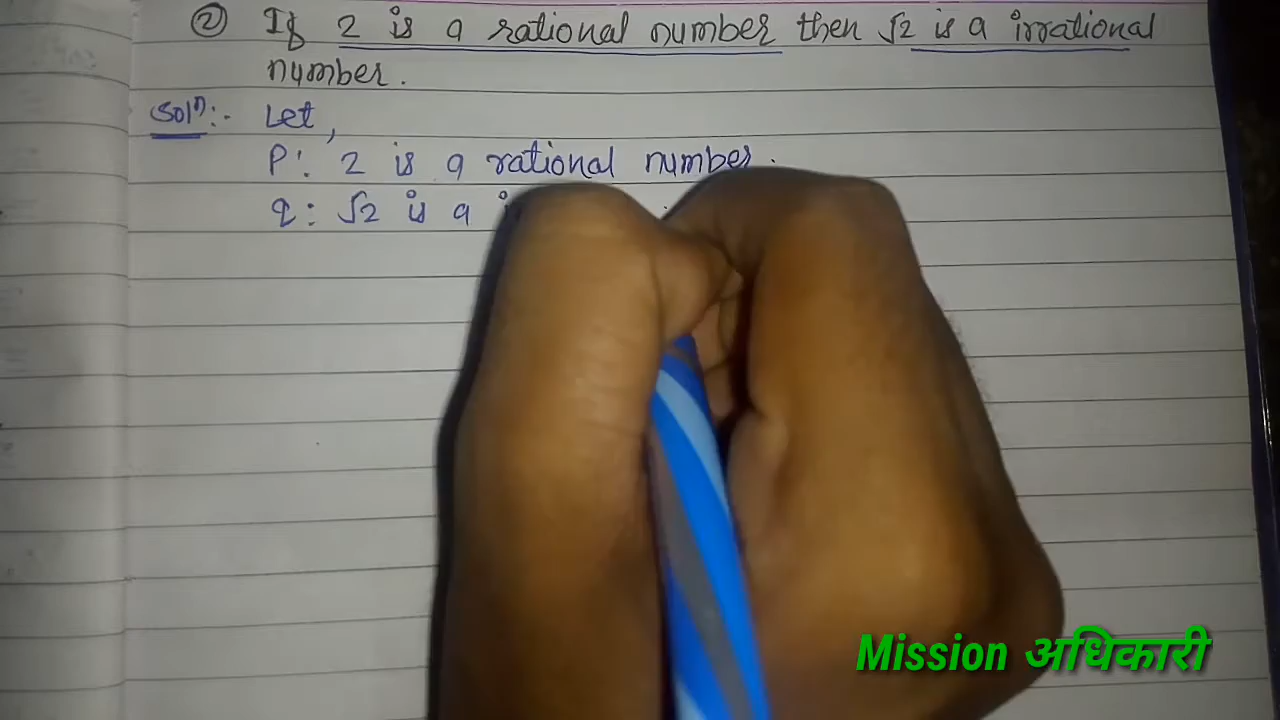 ② If 2 is a rational number then √2 is a irrational
number.
Solⁿ:- Let,
P: 2 is a rational number.
q: √2 is a
Mission अधिकारी